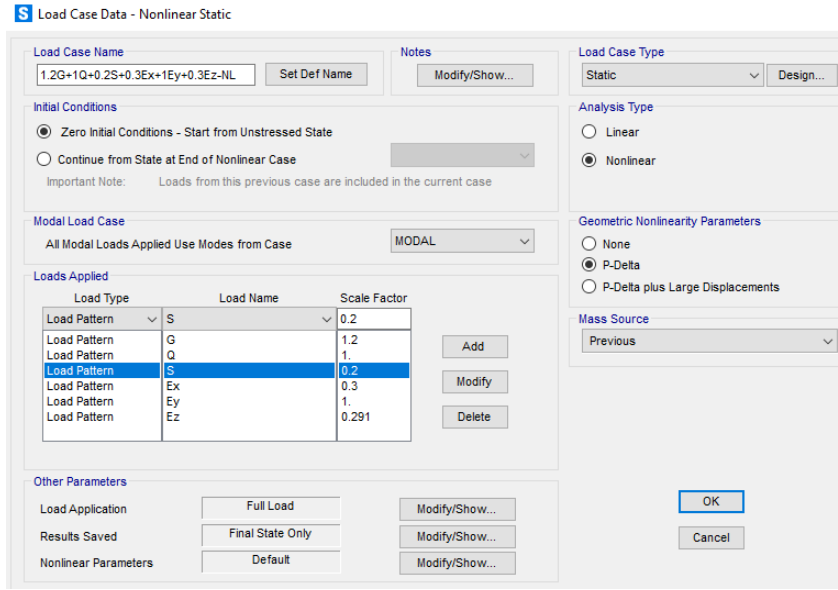 S Load Case Data - Nonlinear Static
Load Case Name
1.2G+1Q+0.2S+0.3Ex+1Ey+0.3Ez-NL
Set Def Name
Notes
Modify/Show...
Load Case Type
Static
Design...
Initial Conditions
Zero Initial Conditions - Start from Unstressed State
Continue from State at End of Nonlinear Case
Important Note: Loads from this previous case are included in the current case
Analysis Type
Linear
Nonlinear
Modal Load Case
All Modal Loads Applied Use Modes from Case
MODAL
Geometric Nonlinearity Parameters
None
P-Delta
P-Delta plus Large Displacements
Loads Applied
Load Type Load Name Scale Factor
Load Pattern S 0.2
Load Pattern G 1.2
Load Pattern Q 1.
Load Pattern S 0.2
Load Pattern Ex 0.3
Load Pattern Ey 1.
Load Pattern Ez 0.291
Add
Modify
Delete
Mass Source
Previous
Other Parameters
Load Application Full Load Modify/Show...
Results Saved Final State Only Modify/Show...
Nonlinear Parameters Default Modify/Show...
OK
Cancel